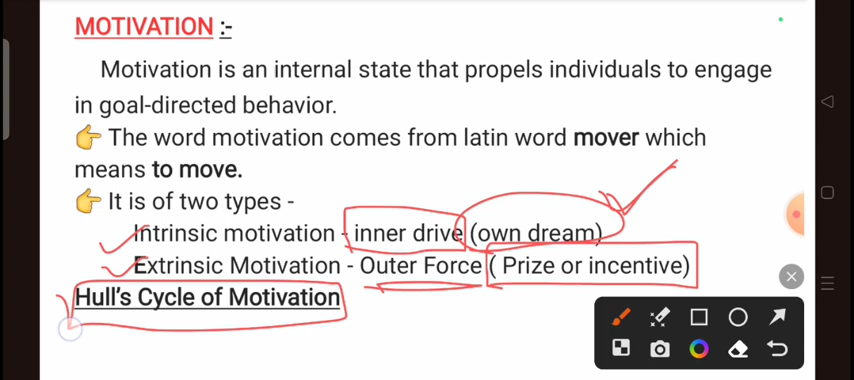 MOTIVATION :-
Motivation is an internal state that propels individuals to engage
in goal-directed behavior.
👉 The word motivation comes from latin word mover which
means to move.
👉 It is of two types -
Intrinsic motivation - inner drive (own dream)
Extrinsic Motivation - Outer Force ( Prize or incentive)
Hull's Cycle of Motivation